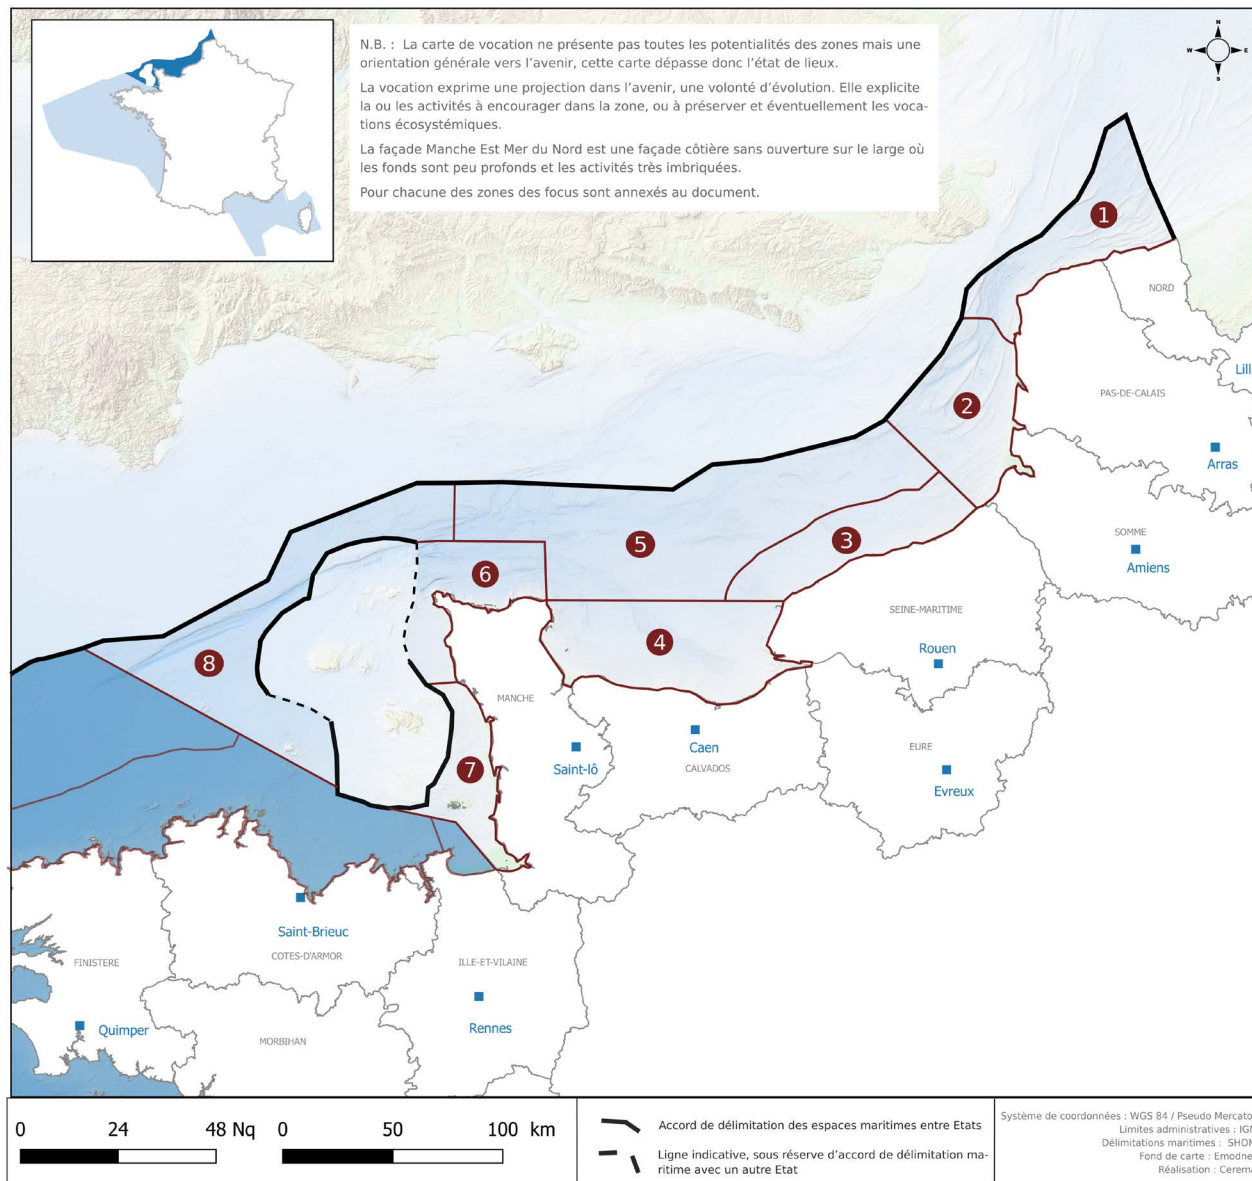 N.B. : La carte de vocation ne présente pas toutes les potentialités des zones mais une
orientation générale vers l'avenir, cette carte dépasse donc l'état de lieux.
La vocation exprime une projection dans l'avenir, une volonté d'évolution. Elle explicite
la ou les activités à encourager dans la zone, ou à préserver et éventuellement les voca-
tions écosystémiques.
La façade Manche Est Mer du Nord est une façade côtière sans ouverture sur le large où
les fonds sont peu profonds et les activités très imbriquées.
Pour chacune des zones des focus sont annexés au document.
N
W E
S
1
NORD
Lill
PAS-DE-CALAIS
2
Arras
SOMME
Amiens
3
5
6
SEINE-MARITIME
4
Rouen
8
MANCHE
Caen
CALVADOS
EURE
7
Saint-lô
Evreux
Saint-Brieuc
COTES-D'ARMOR
FINISTERE
ILLE-ET-VILAINE
Rennes
Quimper
MORBIHAN
0 24 48 Nq 0 50 100 km
Accord de délimitation des espaces maritimes entre Etats
Ligne indicative, sous réserve d'accord de délimitation ma-
ritime avec un autre Etat
Système de coordonnées : WGS 84 / Pseudo Mercato
Limites administratives : IGN
Délimitations maritimes : SHOM
Fond de carte : Emodne
Réalisation : Cerema